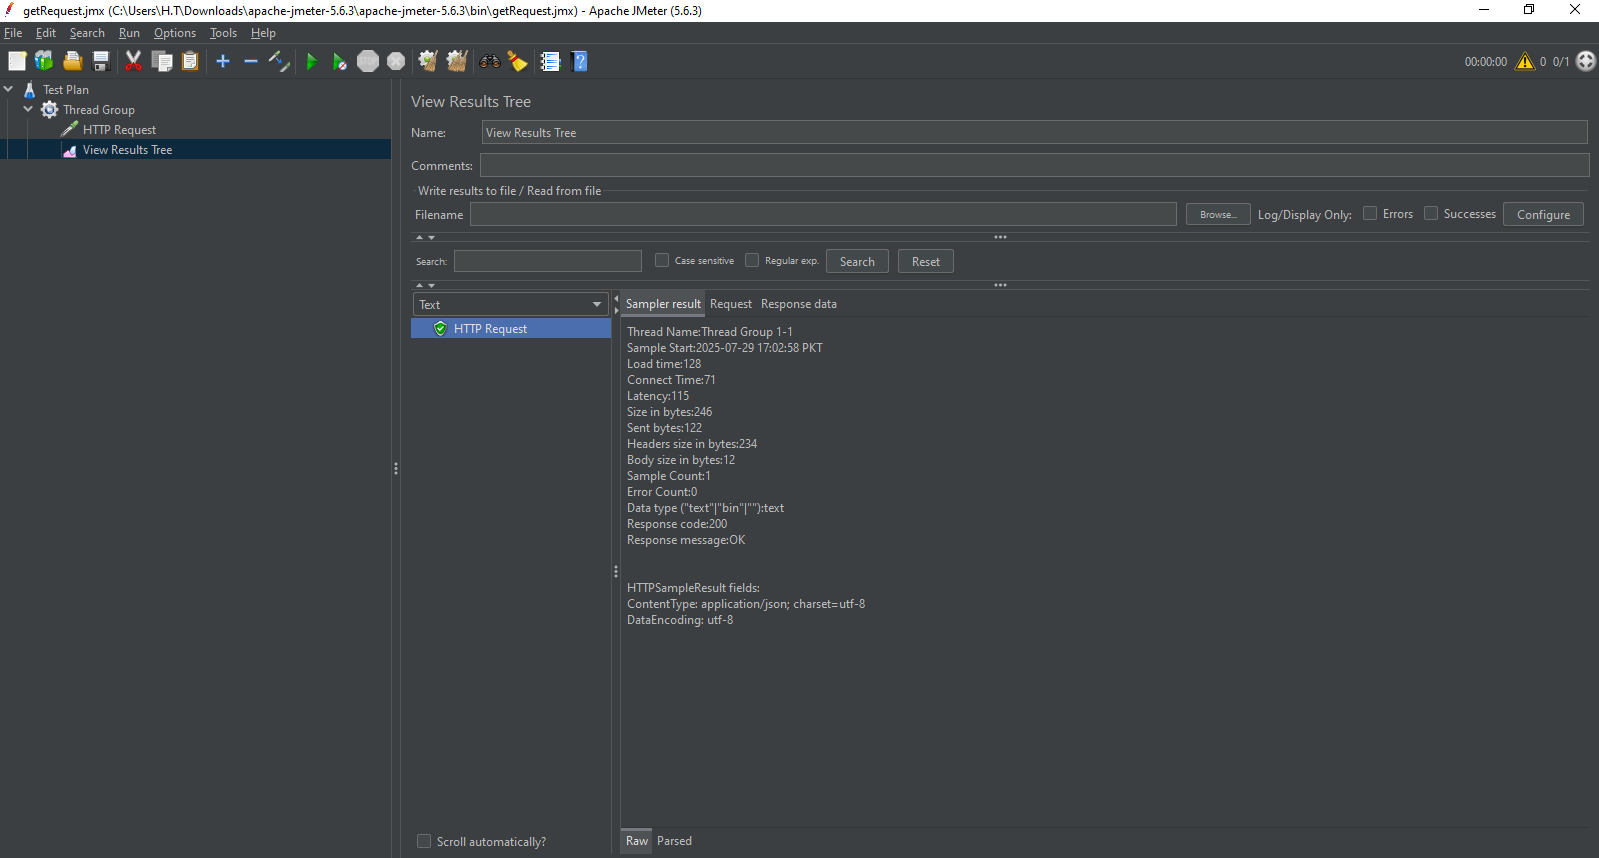 getRequest.jmx (C:\Users\H.T\Downloads\apache-jmeter-5.6.3\apache-jmeter-5.6.3\bin\getRequest.jmx) - Apache JMeter (5.6.3)
File Edit Search Run Options Tools Help
00:00:00 0 0/1
Test Plan
Thread Group
HTTP Request
View Results Tree
View Results Tree
Name: View Results Tree
Comments:
Write results to file / Read from file
Filename Browse... Log/Display Only: Errors Successes Configure
Search: Case sensitive Regular exp. Search Reset
Text
HTTP Request
Sampler result Request Response data
Thread Name:Thread Group 1-1
Sample Start:2025-07-29 17:02:58 PKT
Load time:128
Connect Time:71
Latency:115
Size in bytes:246
Sent bytes:122
Headers size in bytes:234
Body size in bytes:12
Sample Count:1
Error Count:0
Data type ("text"|"bin"|""):text
Response code:200
Response message:OK
HTTPSampleResult fields:
ContentType: application/json; charset=utf-8
DataEncoding: utf-8
Scroll automatically?
Raw Parsed